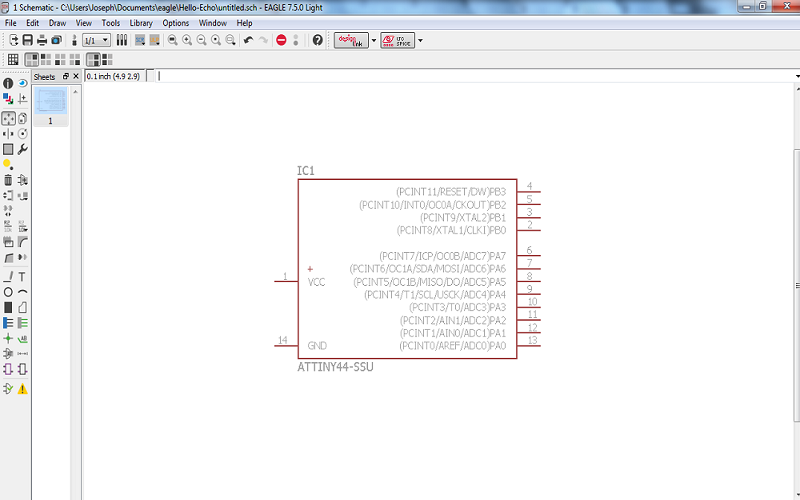 1 Schematic - C:\Users\Joseph\Documents\eagle\Hello-Echo\untitled.sch - EAGLE 7.5.0 Light
File Edit Draw View Tools Library Options Window Help
1/1
design link
Sheets
0.1 inch (4.9 2.9)
1
IC1
(PCINT11/RESET/DW)PB3 4
(PCINT10/INT0/OC0A/CKOUT)PB2 5
(PCINT9/XTAL2)PB1 3
(PCINT8/XTAL1/CLKI)PB0 2
(PCINT7/ICP/OC0B/ADC7)PA7 6
(PCINT6/OC1A/SDA/MOSI/ADC6)PA6 7
1 VCC (PCINT5/OC1B/MISO/DO/ADC5)PA5 8
(PCINT4/T1/SCL/USCK/ADC4)PA4 9
(PCINT3/T0/ADC3)PA3 10
(PCINT2/AIN1/ADC2)PA2 11
(PCINT1/AIN0/ADC1)PA1 12
14 GND (PCINT0/AREF/ADC0)PA0 13
ATTINY44-SSU